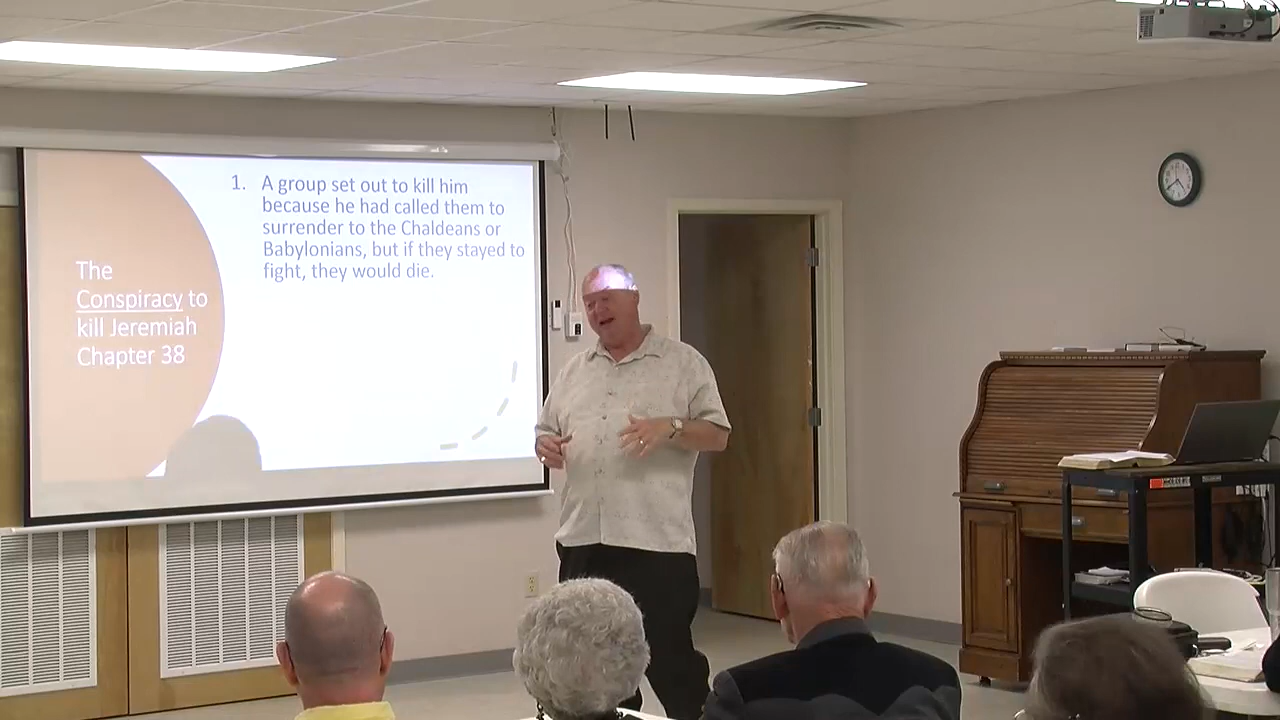 The
Conspiracy to
kill Jeremiah
Chapter 38
1. A group set out to kill him
because he had called them to
surrender to the Chaldeans or
Babylonians, but if they stayed to
fight, they would die.